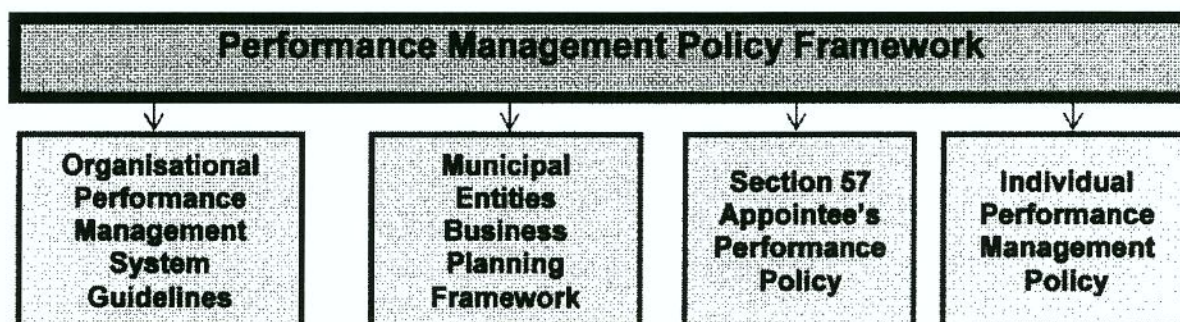 Performance Management Policy Framework
Organisational
Performance
Management
System
Guidelines
Municipal
Entities
Business
Planning
Framework
Section 57
Appointee's
Performance
Policy
Individual
Performance
Management
Policy